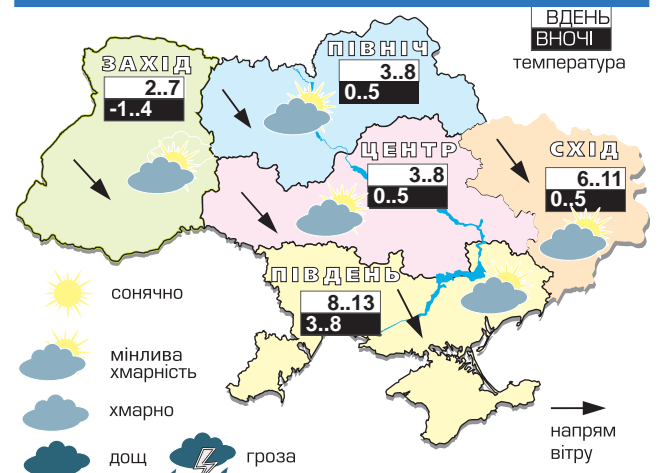 ВДЕНЬ
ВНОЧІ
температура
ПІВНІЧ
3..8
0..5
ЗАХІД
2..7
-1..4
ЦЕНТР
3..8
0..5
СХІД
6..11
0..5
ПІВДЕНЬ
8..13
3..8
сонячно
мінлива
хмарність
хмарно
дощ
гроза
напрям
вітру